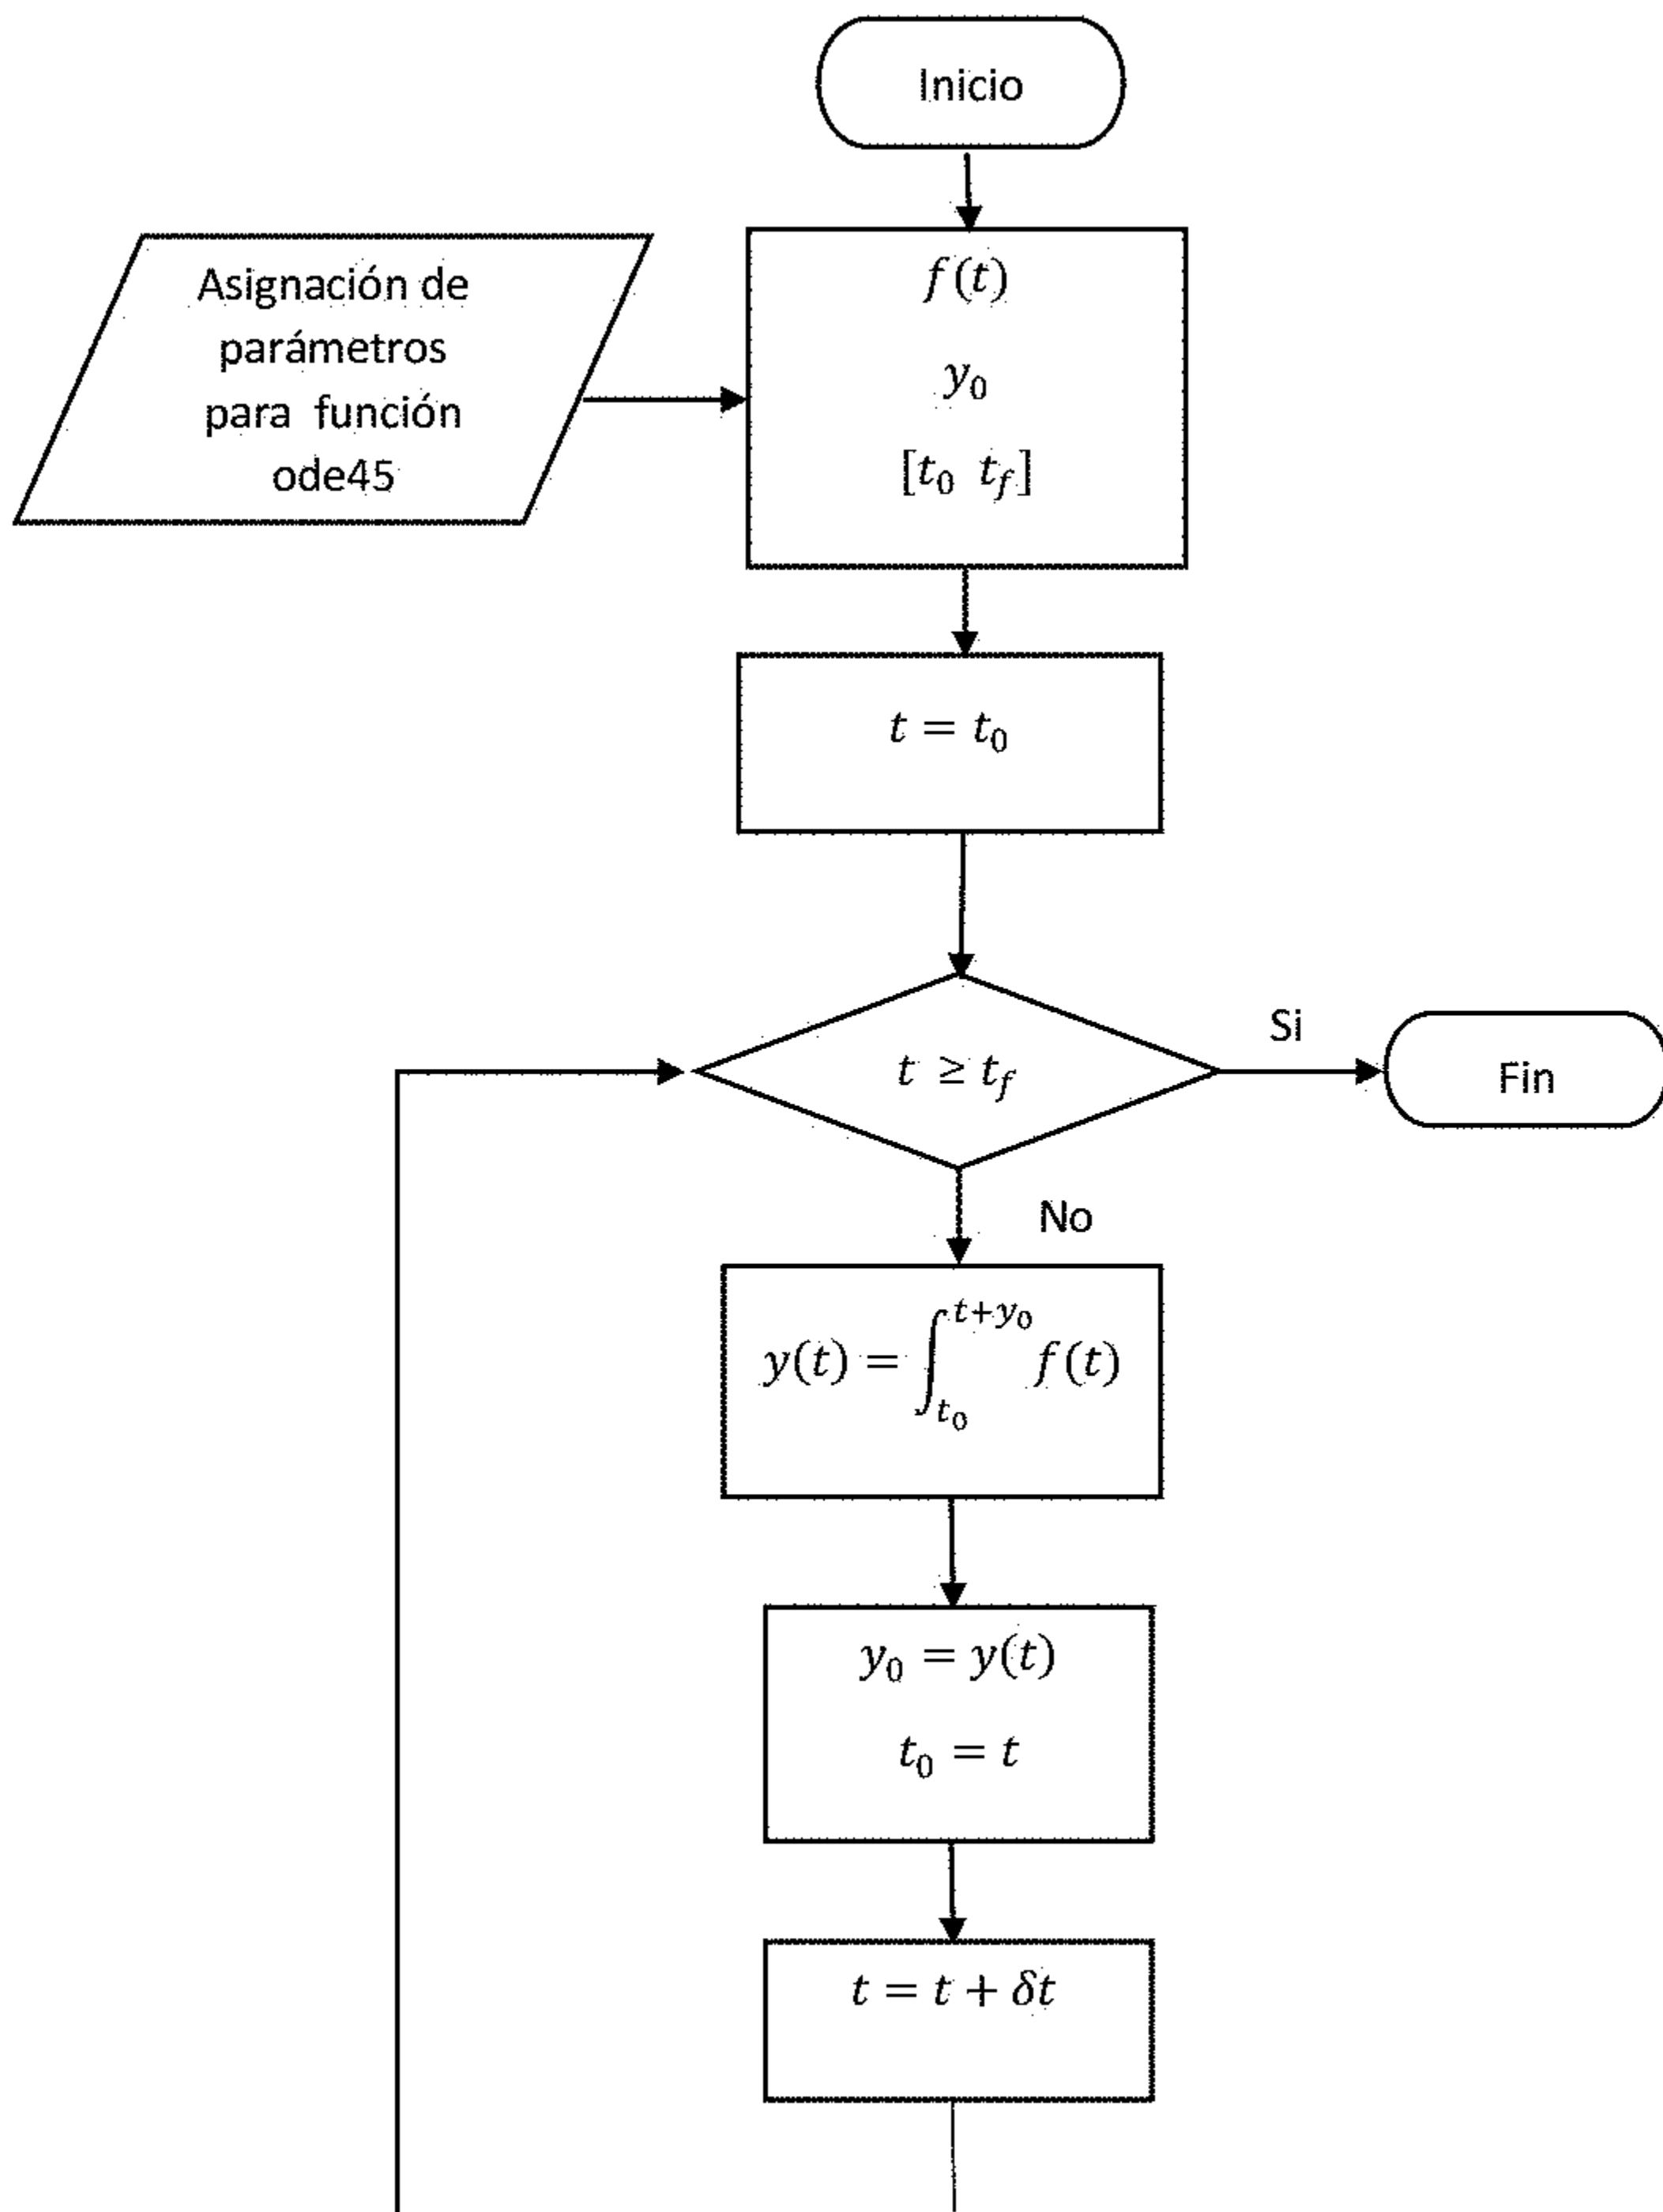 Inicio
Asignación de
parámetros
para función
ode45
f(t)
y₀
[t₀ t_f]
t = t₀
t ≥ t_f
Si
Fin
No
y(t) = ∫_{t₀}^{t+y₀} f(t)
y₀ = y(t)
t₀ = t
t = t + δt